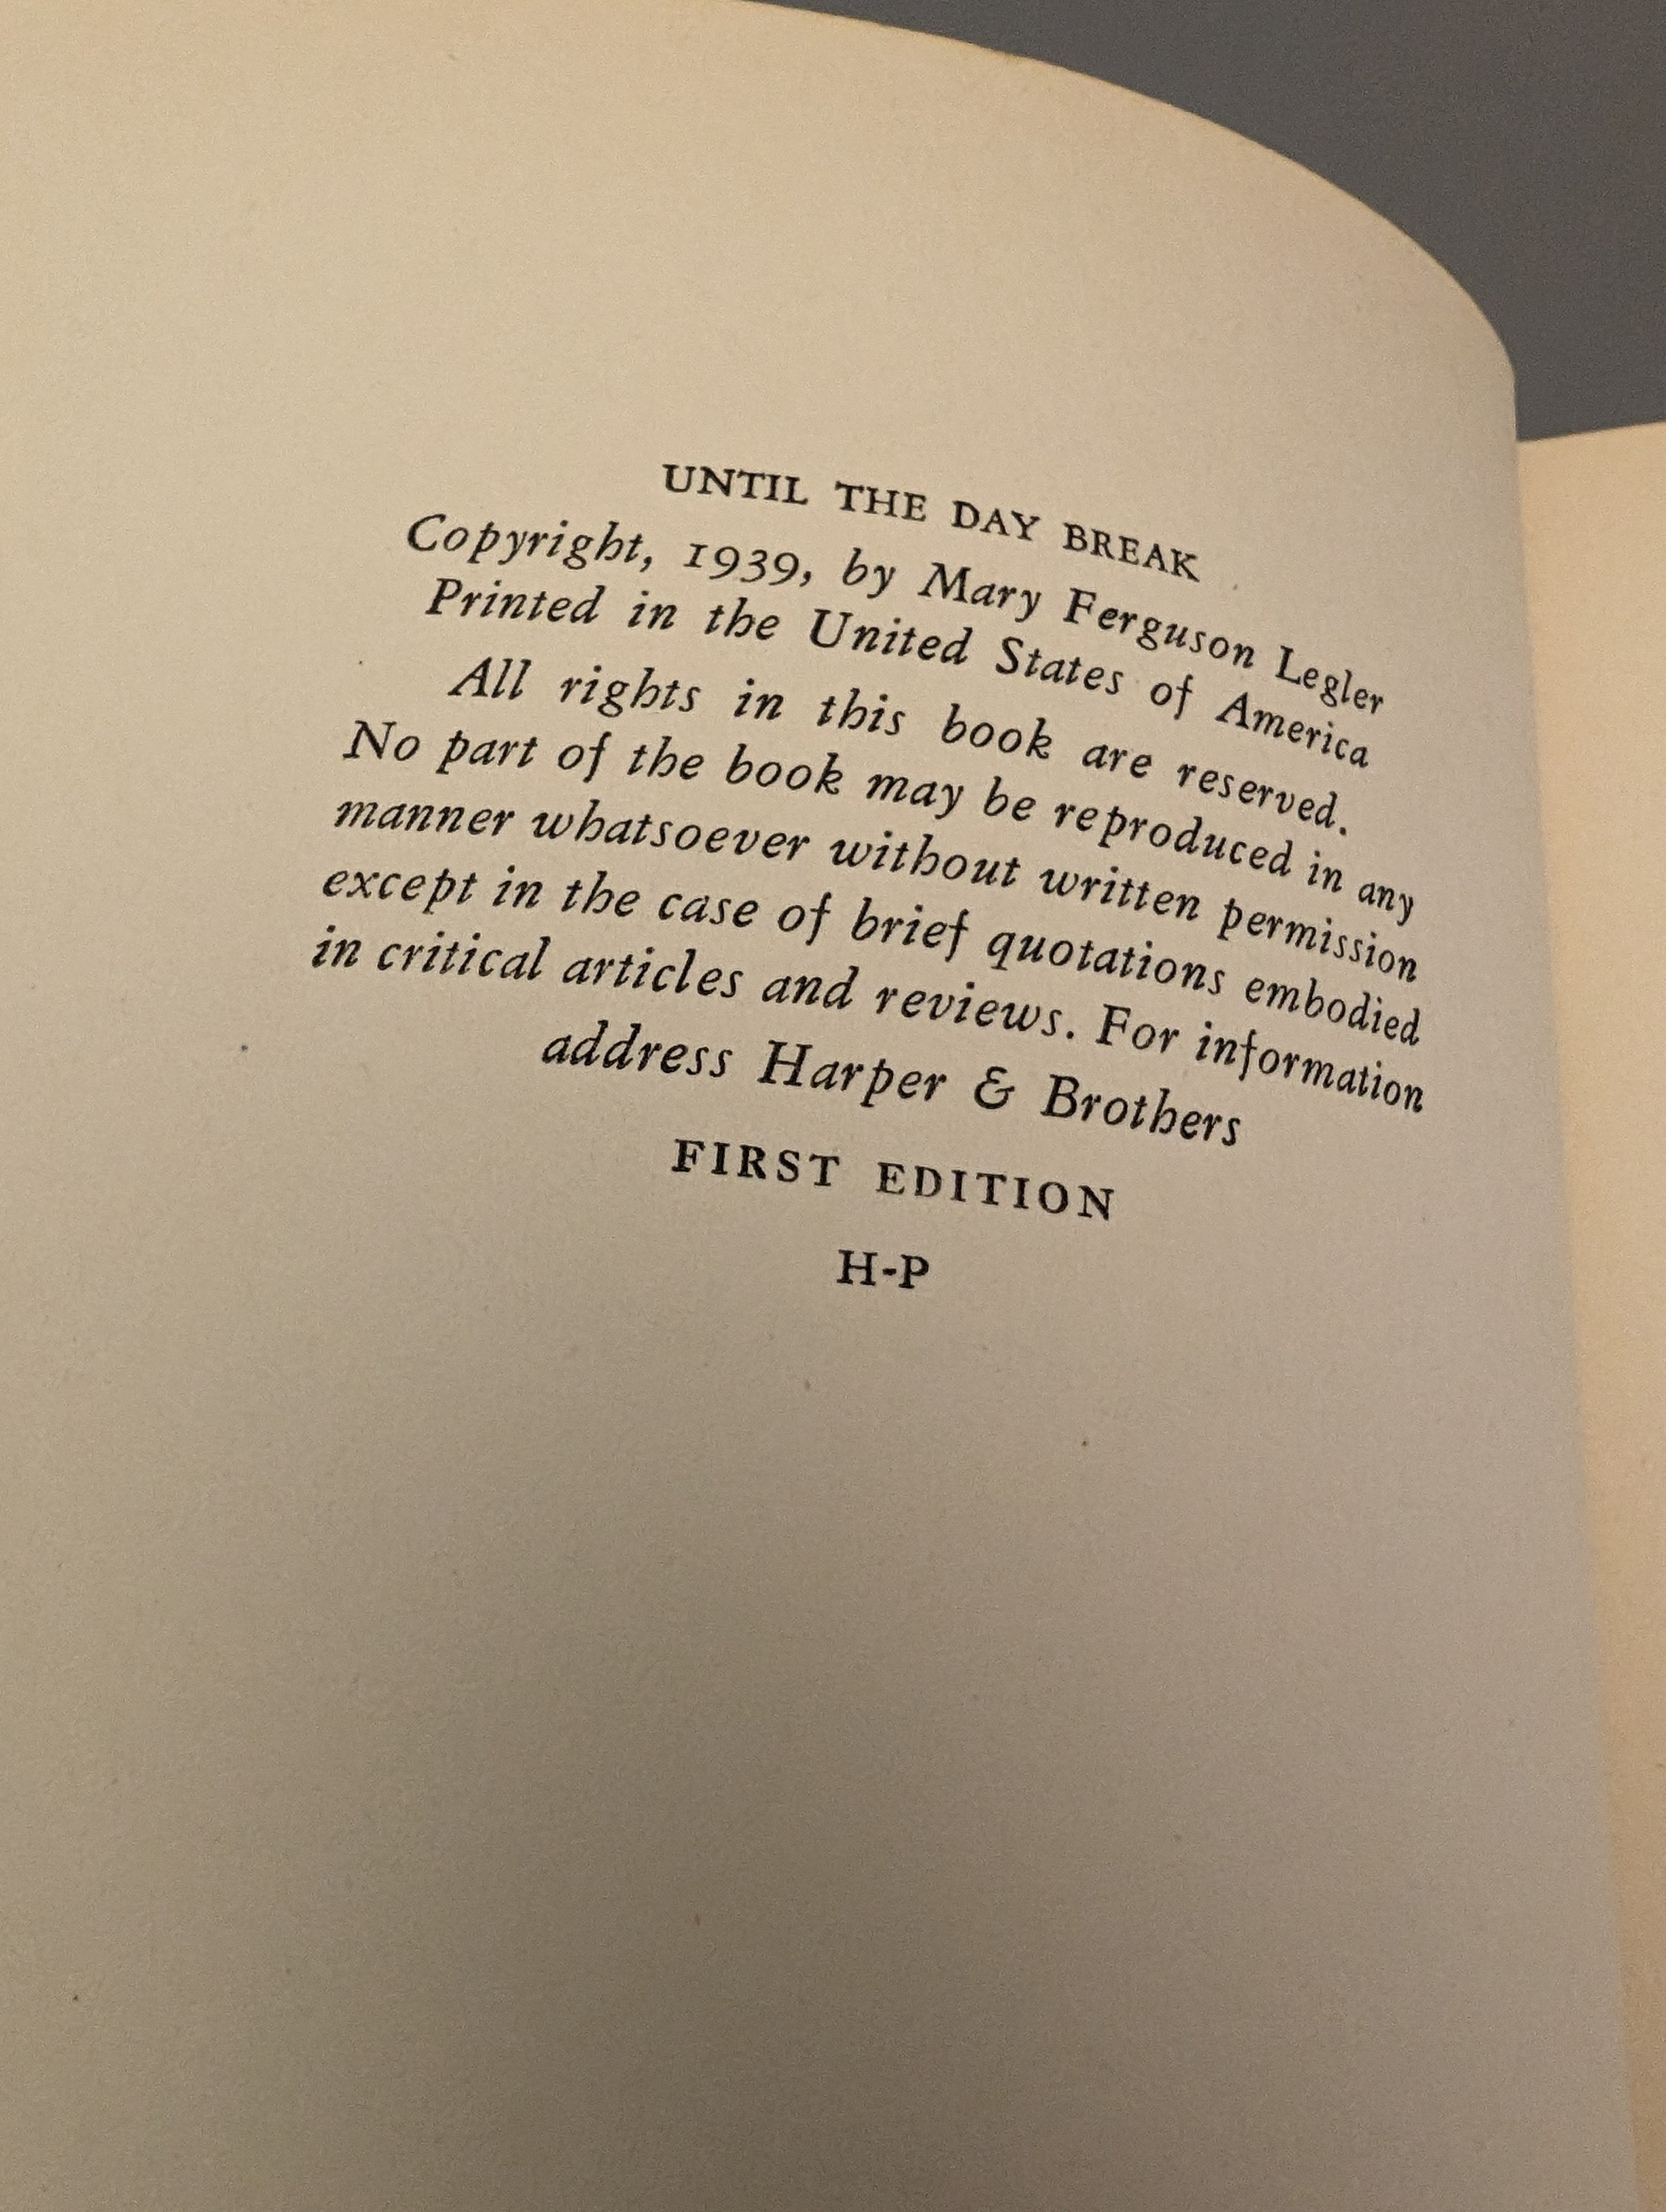 UNTIL THE DAY BREAK
Copyright, 1939, by Mary Ferguson Legler
Printed in the United States of America
All rights in this book are reserved.
No part of the book may be reproduced in any
manner whatsoever without written permission
except in the case of brief quotations embodied
in critical articles and reviews. For information
address Harper & Brothers
FIRST EDITION
H-P